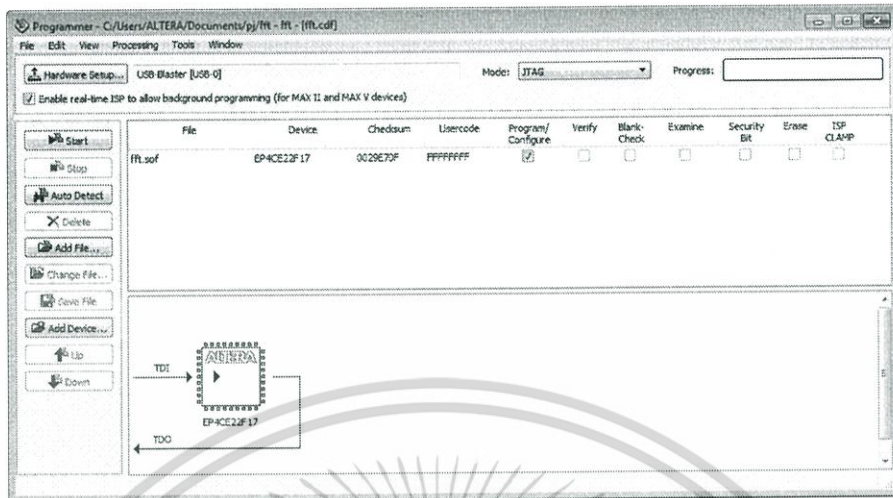 Programmer - C:/Users/ALTERA/Documents/pj/fft - fft - [fft.cdf]
File Edit View Processing Tools Window
Hardware Setup... USB-Blaster [USB-0] Mode: JTAG Progress:
Enable real-time ISP to allow background programming (for MAX II and MAX V devices)
Start
Stop
Auto Detect
Delete
Add File...
Change File...
Save File
Add Device...
Up
Down
File Device Checksum Usercode Program/Configure Verify Blank-Check Examine Security Bit Erase ISP CLAMP
fft.sof EP4CE22F17 0029E70F FFFFFFFF
ALTERA
TDI
EP4CE22F17
TDO